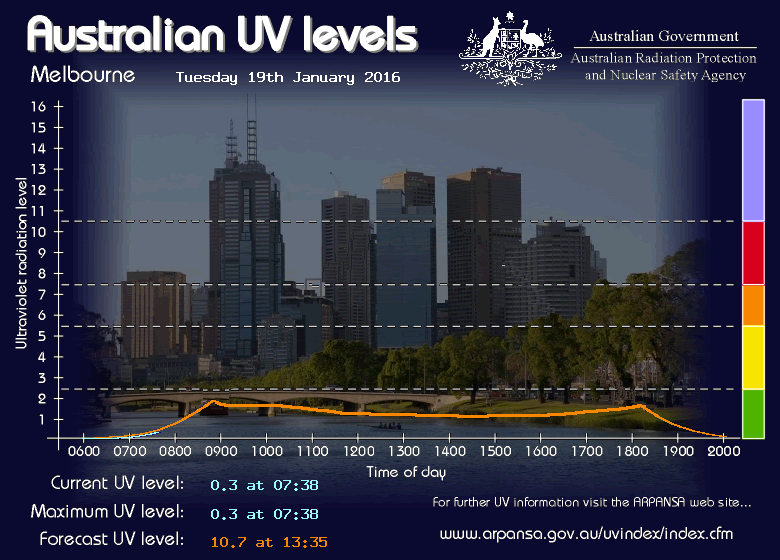 Australian UV levels
Australian Government
Australian Radiation Protection
and Nuclear Safety Agency
Melbourne
Tuesday 19th January 2016
Ultraviolet radiation level
16
15
14
13
12
11
10
9
8
7
6
5
4
3
2
1
0600 0700 0800 0900 1000 1100 1200 1300 1400 1500 1600 1700 1800 1900 2000
Time of day
Current UV level: 0.3 at 07:38
Maximum UV level: 0.3 at 07:38
Forecast UV level: 10.7 at 13:35
For further UV information visit the ARPANSA web site...
www.arpansa.gov.au/uvindex/index.cfm